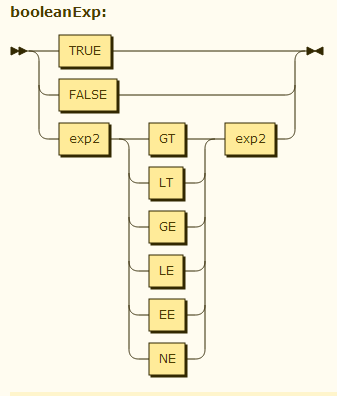 booleanExp:
TRUE
FALSE
exp2 GT exp2
LT
GE
LE
EE
NE